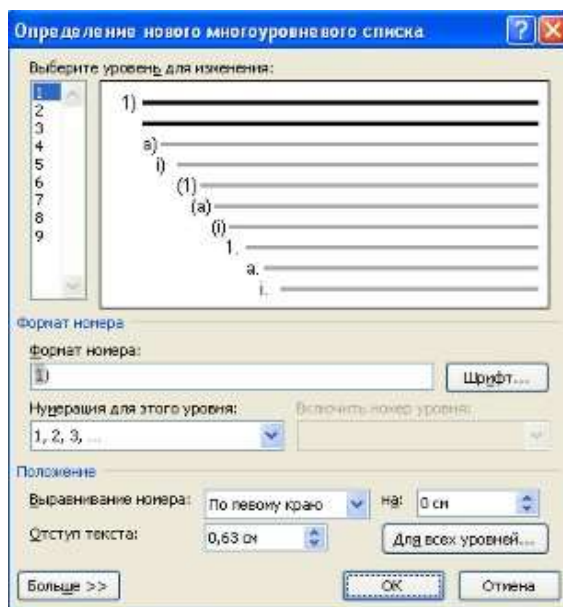 Определение нового многоуровневого списка
Выберите уровень для изменения:
1
2
3
4
5
6
7
8
9
1)
a)
i)
(1)
(a)
(i)
1.
a.
i.
Формат номера
Формат номера:
1)
Шрифт...
Нумерация для этого уровня:
Включить номер уровня:
1, 2, 3, ...
Положение
Выравнивание номера:
По левому краю
на:
0 см
Отступ текста:
0,63 см
Для всех уровней...
Больше >>
ОК
Отмена